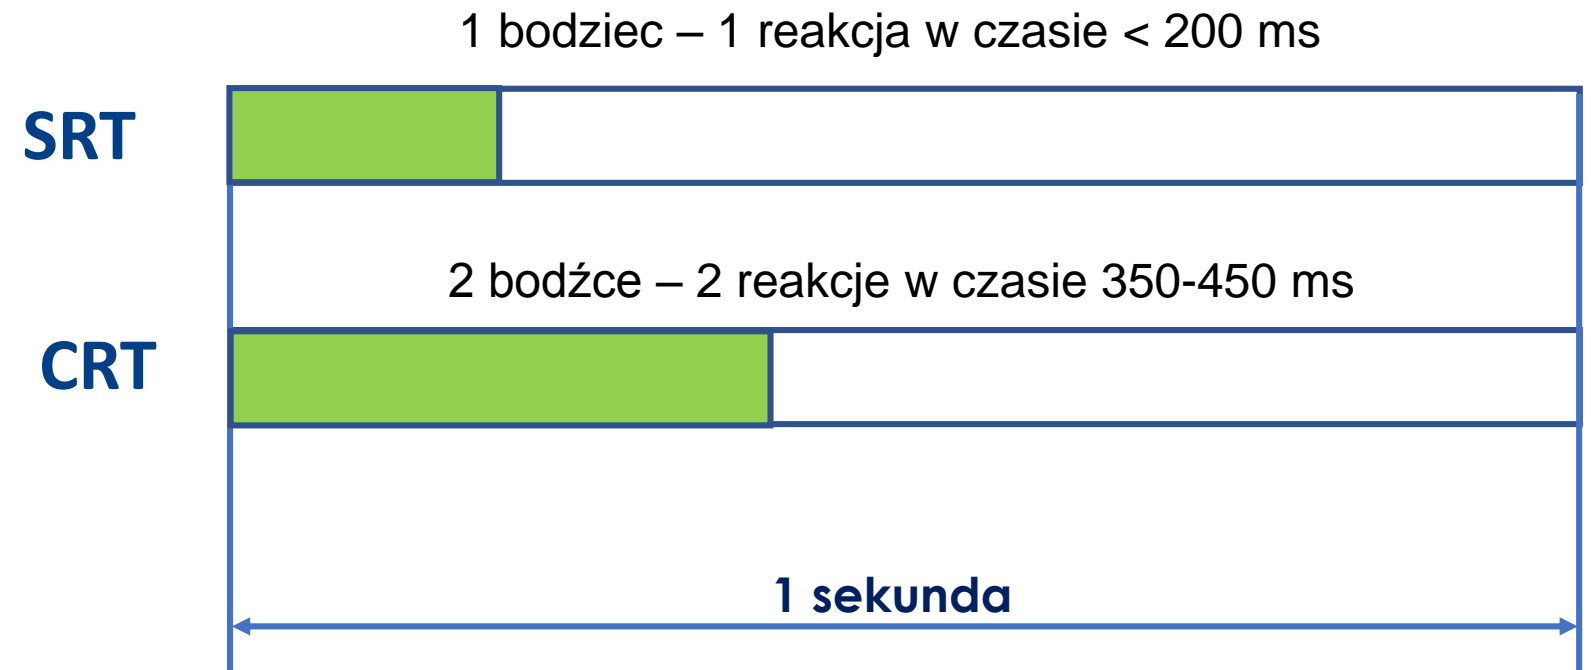 1 bodziec – 1 reakcja w czasie < 200 ms
SRT
2 bodźce – 2 reakcje w czasie 350-450 ms
CRT
1 sekunda